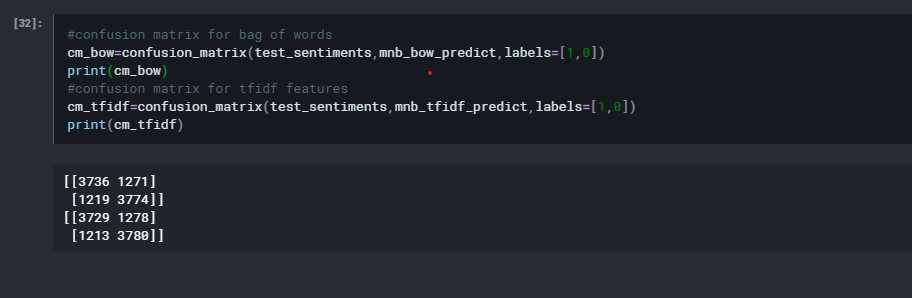 [32]:
#confusion matrix for bag of words
cm_bow=confusion_matrix(test_sentiments,mnb_bow_predict,labels=[1,0])
print(cm_bow)
#confusion matrix for tfidf features
cm_tfidf=confusion_matrix(test_sentiments,mnb_tfidf_predict,labels=[1,0])
print(cm_tfidf)
[[3736 1271]
 [1219 3774]]
[[3729 1278]
 [1213 3780]]